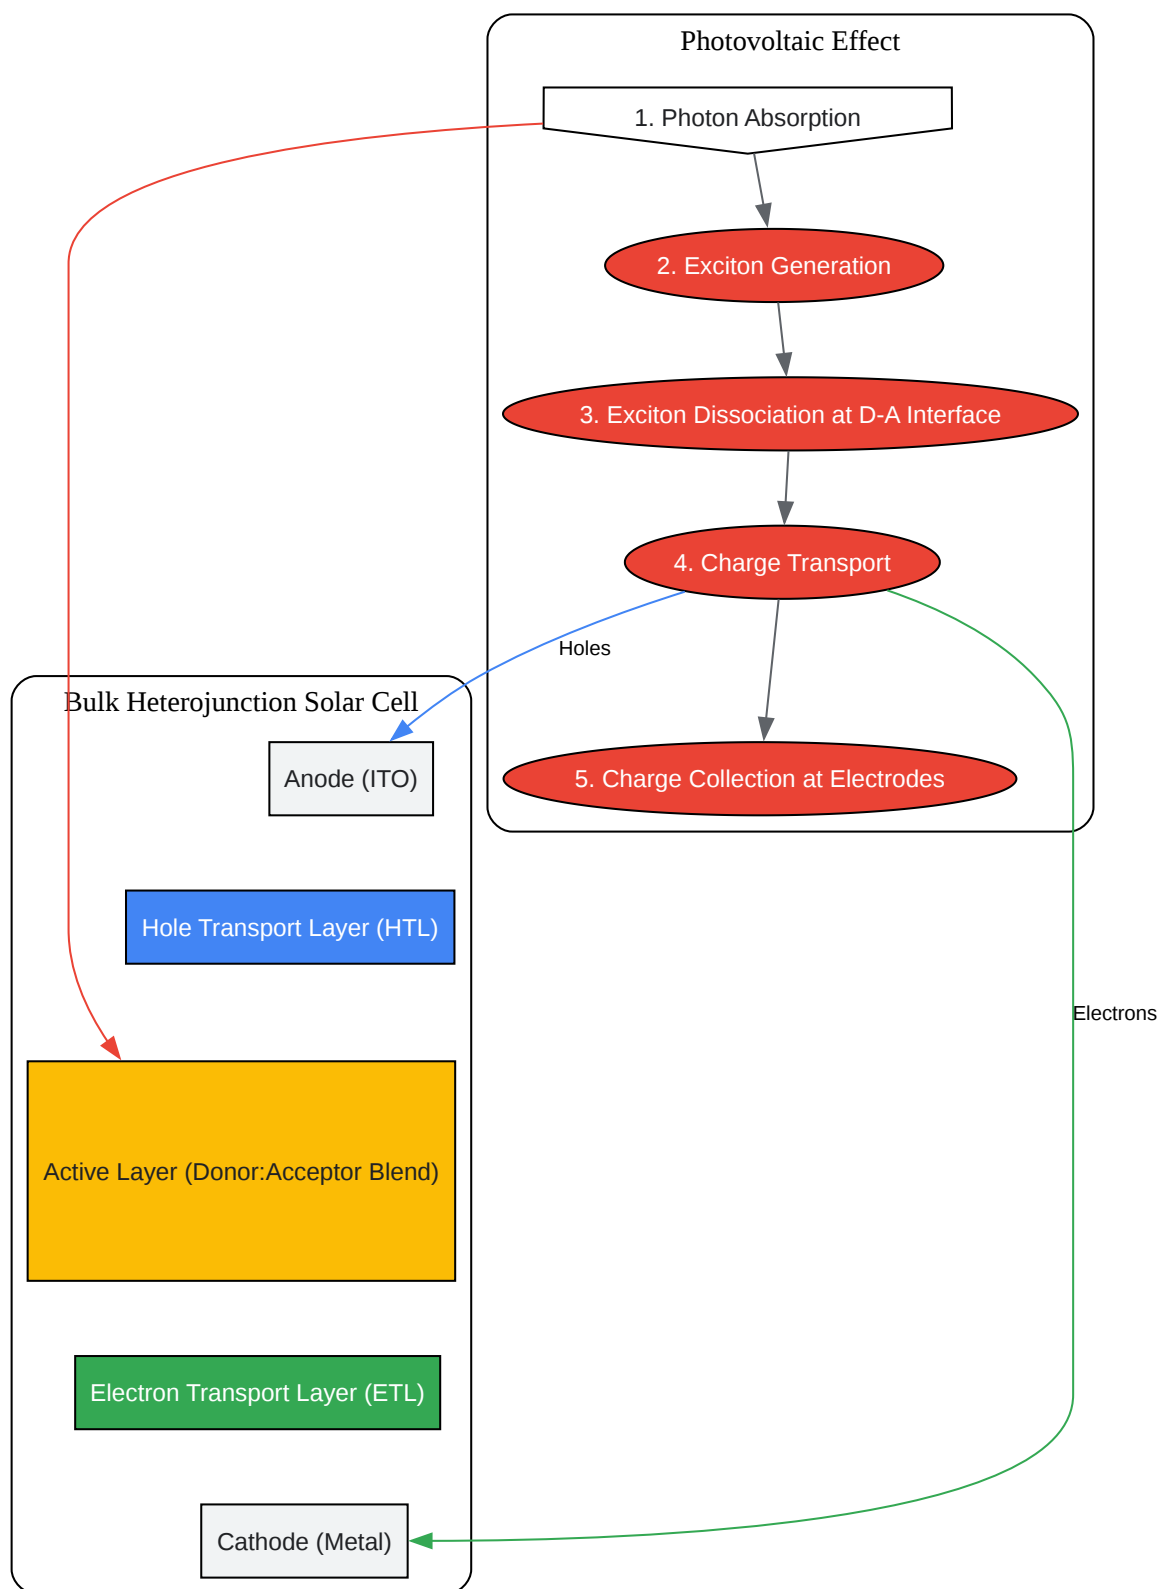 Photovoltaic Effect
1. Photon Absorption
2. Exciton Generation
3. Exciton Dissociation at D-A Interface
4. Charge Transport
Holes
5. Charge Collection at Electrodes
Bulk Heterojunction Solar Cell
Anode (ITO)
Hole Transport Layer (HTL)
Electrons
Active Layer (Donor:Acceptor Blend)
Electron Transport Layer (ETL)
Cathode (Metal)